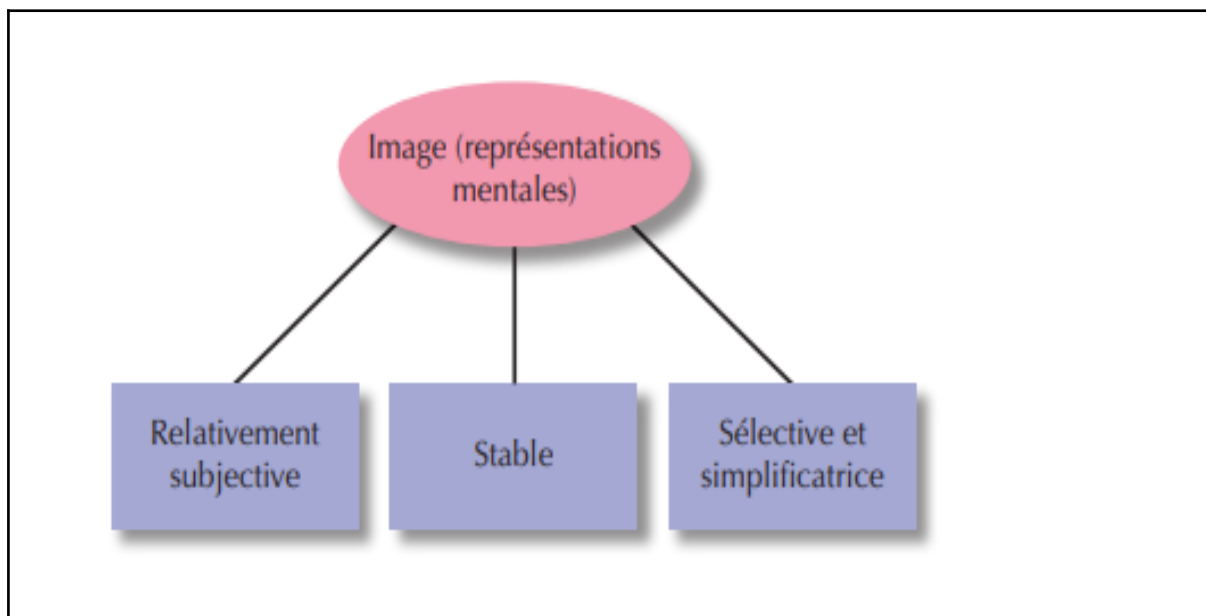 Image (représentations
mentales)
Relativement
subjective
Stable
Sélective et
simplificatrice